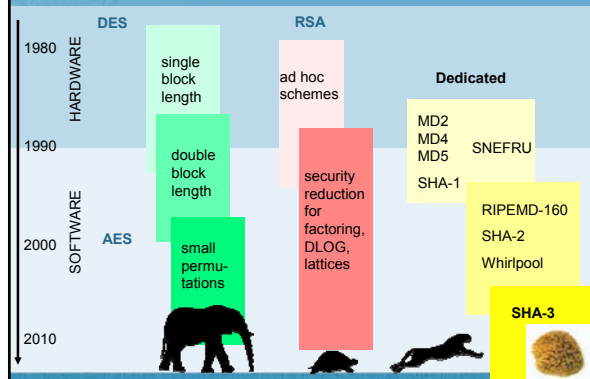 DES
RSA
1980
HARDWARE
single
block
length
ad hoc
schemes
Dedicated
MD2
MD4
MD5
SNEFRU
SHA-1
1990
double
block
length
security
reduction
for
factoring,
DLOG,
lattices
SOFTWARE
RIPEMD-160
SHA-2
Whirlpool
2000
AES
small
permu-
tations
SHA-3
2010